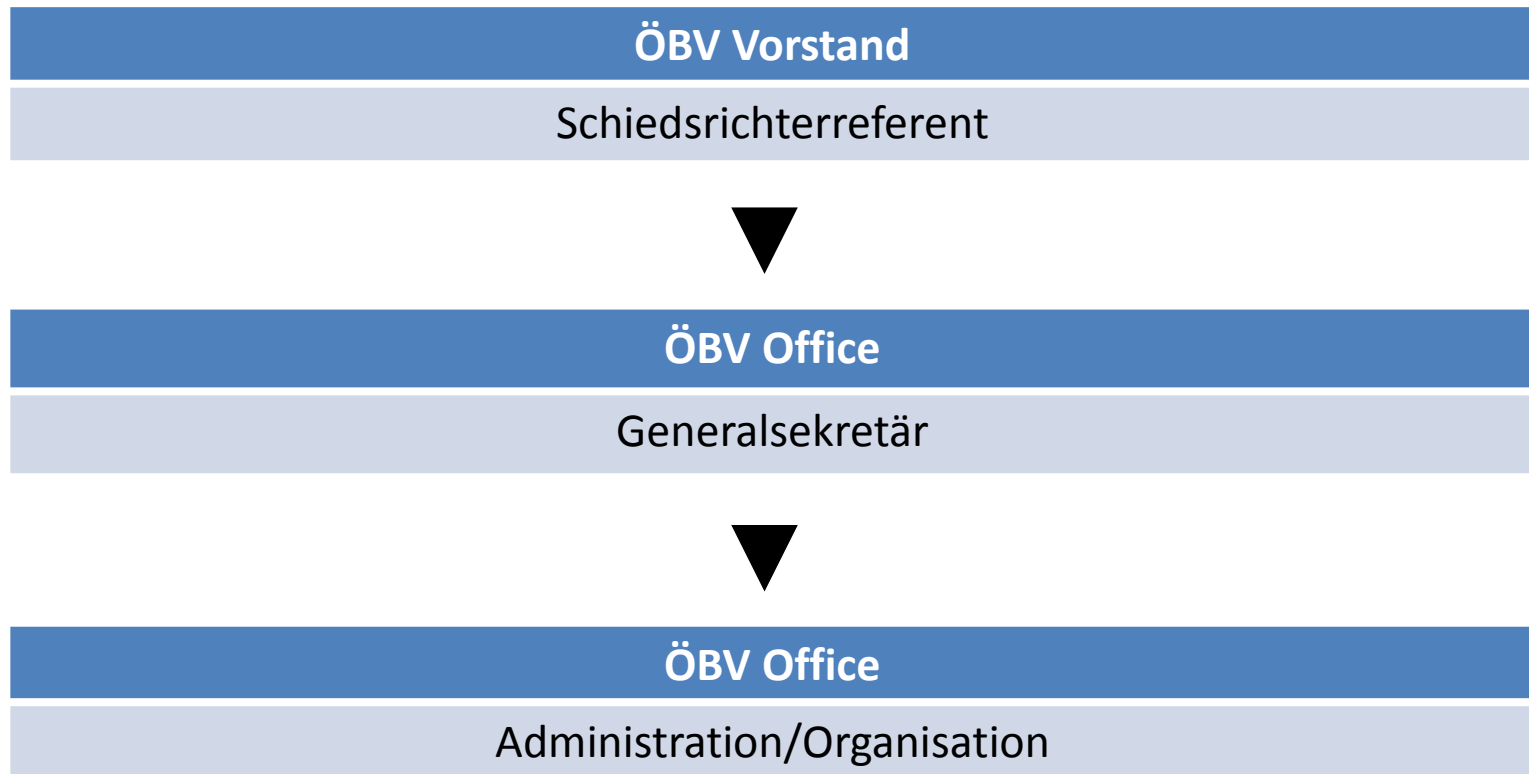 ÖBV Vorstand
Schiedsrichterreferent
ÖBV Office
Generalsekretär
ÖBV Office
Administration/Organisation